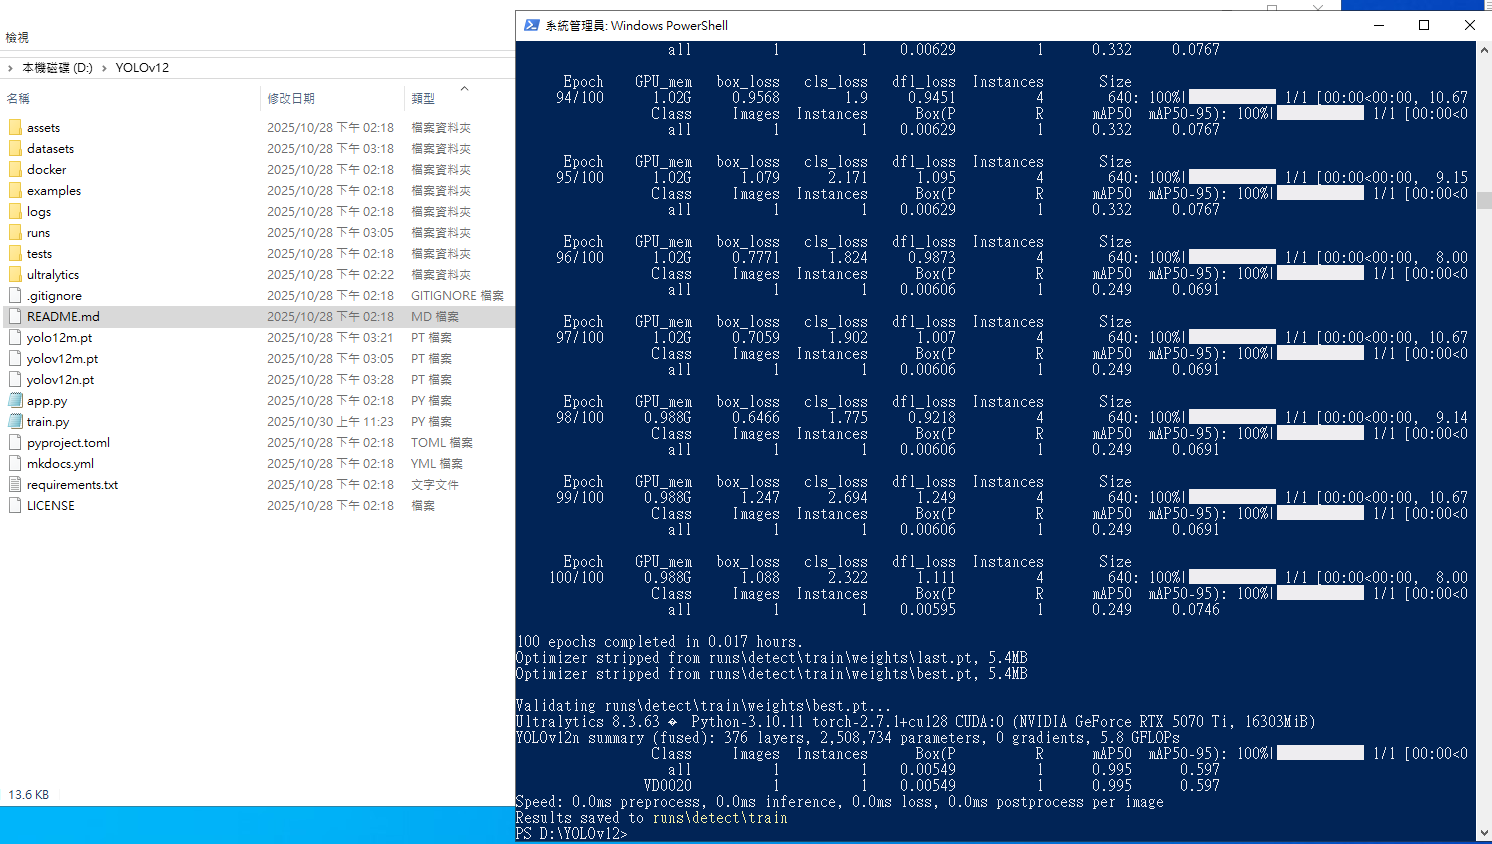 檢視
本機磁碟 (D:) YOLOv12
名稱 修改日期 類型
assets 2025/10/28 下午 02:18 檔案資料夾
datasets 2025/10/28 下午 03:18 檔案資料夾
docker 2025/10/28 下午 02:18 檔案資料夾
examples 2025/10/28 下午 02:18 檔案資料夾
logs 2025/10/28 下午 02:18 檔案資料夾
runs 2025/10/28 下午 03:05 檔案資料夾
tests 2025/10/28 下午 02:18 檔案資料夾
ultralytics 2025/10/28 下午 02:22 檔案資料夾
.gitignore 2025/10/28 下午 02:18 GITIGNORE 檔案
README.md 2025/10/28 下午 02:18 MD 檔案
yolo12m.pt 2025/10/28 下午 03:21 PT 檔案
yolov12m.pt 2025/10/28 下午 03:05 PT 檔案
yolov12n.pt 2025/10/28 下午 03:28 PT 檔案
app.py 2025/10/28 下午 02:18 PY 檔案
train.py 2025/10/30 上午 11:23 PY 檔案
pyproject.toml 2025/10/28 下午 02:18 TOML 檔案
mkdocs.yml 2025/10/28 下午 02:18 YML 檔案
requirements.txt 2025/10/28 下午 02:18 文字文件
LICENSE 2025/10/28 下午 02:18 檔案
13.6 KB
系統管理員: Windows PowerShell
all 1 1 0.00629 1 0.332 0.0767
Epoch GPU_mem box_loss cls_loss dfl_loss Instances Size
94/100 1.02G 0.9568 1.9 0.9451 4 640: 100%| 1/1 [00:00<00:00, 10.67
Class Images Instances Box(P R mAP50 mAP50-95): 100%| 1/1 [00:00<0
all 1 1 0.00629 1 0.332 0.0767
Epoch GPU_mem box_loss cls_loss dfl_loss Instances Size
95/100 1.02G 1.079 2.171 1.095 4 640: 100%| 1/1 [00:00<00:00, 9.15
Class Images Instances Box(P R mAP50 mAP50-95): 100%| 1/1 [00:00<0
all 1 1 0.00629 1 0.332 0.0767
Epoch GPU_mem box_loss cls_loss dfl_loss Instances Size
96/100 1.02G 0.7771 1.824 0.9873 4 640: 100%| 1/1 [00:00<00:00, 8.00
Class Images Instances Box(P R mAP50 mAP50-95): 100%| 1/1 [00:00<0
all 1 1 0.00606 1 0.249 0.0691
Epoch GPU_mem box_loss cls_loss dfl_loss Instances Size
97/100 1.02G 0.7059 1.902 1.007 4 640: 100%| 1/1 [00:00<00:00, 10.67
Class Images Instances Box(P R mAP50 mAP50-95): 100%| 1/1 [00:00<0
all 1 1 0.00606 1 0.249 0.0691
Epoch GPU_mem box_loss cls_loss dfl_loss Instances Size
98/100 0.988G 0.6466 1.775 0.9218 4 640: 100%| 1/1 [00:00<00:00, 9.14
Class Images Instances Box(P R mAP50 mAP50-95): 100%| 1/1 [00:00<0
all 1 1 0.00606 1 0.249 0.0691
Epoch GPU_mem box_loss cls_loss dfl_loss Instances Size
99/100 0.988G 1.247 2.694 1.249 4 640: 100%| 1/1 [00:00<00:00, 10.67
Class Images Instances Box(P R mAP50 mAP50-95): 100%| 1/1 [00:00<0
all 1 1 0.00606 1 0.249 0.0691
Epoch GPU_mem box_loss cls_loss dfl_loss Instances Size
100/100 0.988G 1.088 2.322 1.111 4 640: 100%| 1/1 [00:00<00:00, 8.00
Class Images Instances Box(P R mAP50 mAP50-95): 100%| 1/1 [00:00<0
all 1 1 0.00595 1 0.249 0.0746
100 epochs completed in 0.017 hours.
Optimizer stripped from runs\detect\train\weights\last.pt, 5.4MB
Optimizer stripped from runs\detect\train\weights\best.pt, 5.4MB
Validating runs\detect\train\weights\best.pt...
Ultralytics 8.3.63 � Python-3.10.11 torch-2.7.1+cu128 CUDA:0 (NVIDIA GeForce RTX 5070 Ti, 16303MiB)
YOLOv12n summary (fused): 376 layers, 2,508,734 parameters, 0 gradients, 5.8 GFLOPs
Class Images Instances Box(P R mAP50 mAP50-95): 100%| 1/1 [00:00<0
all 1 1 0.00549 1 0.995 0.597
VD0020 1 1 0.00549 1 0.995 0.597
Speed: 0.0ms preprocess, 0.0ms inference, 0.0ms loss, 0.0ms postprocess per image
Results saved to runs\detect\train
PS D:\YOLOv12>